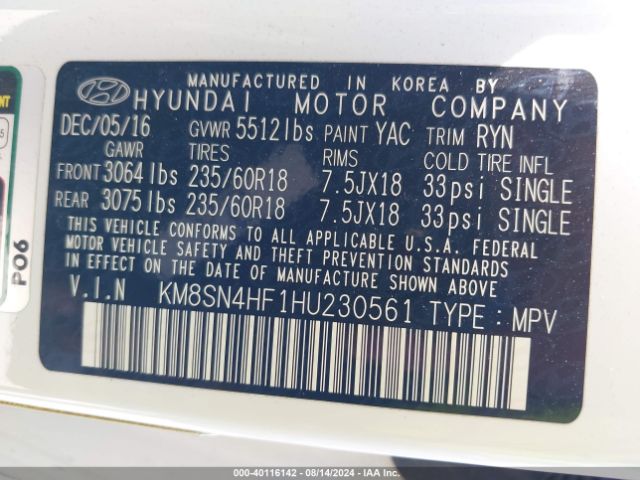 MANUFACTURED IN KOREA BY
HYUNDAI MOTOR COMPANY
DEC/05/16 GVWR 5512lbs PAINT YAC TRIM RYN
GAWR TIRES RIMS COLD TIRE INFL
FRONT 3064lbs 235/60R18 7.5JX18 33psi SINGLE
REAR 3075lbs 235/60R18 7.5JX18 33psi SINGLE
THIS VEHICLE CONFORMS TO ALL APPLICABLE U.S.A. FEDERAL
MOTOR VEHICLE SAFETY AND THEFT PREVENTION STANDARDS
IN EFFECT ON THE DATE OF MANUFACTURE SHOWN ABOVE
V.I.N KM8SN4HF1HU230561 TYPE : MPV
P06
000-40116142 - 08/14/2024 - IAA Inc.